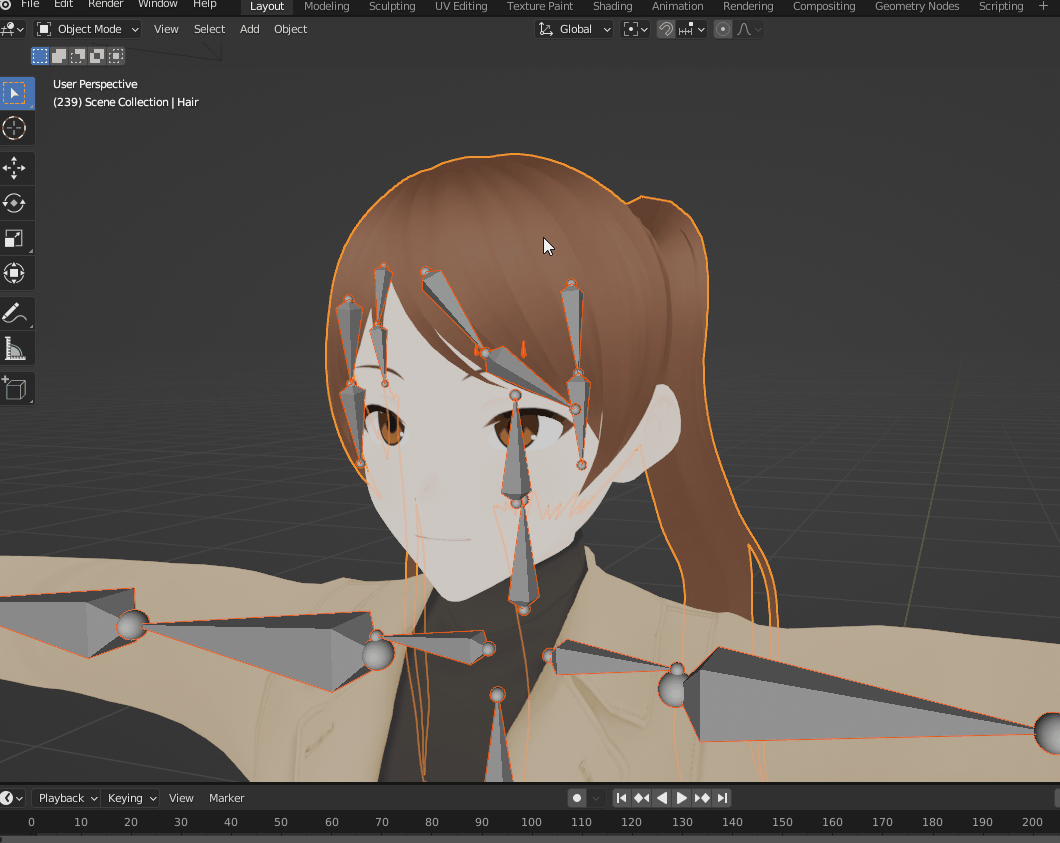 File Edit Render Window Help Layout Modeling Sculpting UV Editing Texture Paint Shading Animation Rendering Compositing Geometry Nodes Scripting +
Object Mode View Select Add Object Global
User Perspective
(239) Scene Collection | Hair
Playback Keying View Marker
0 10 20 30 40 50 60 70 80 90 100 110 120 130 140 150 160 170 180 190 200